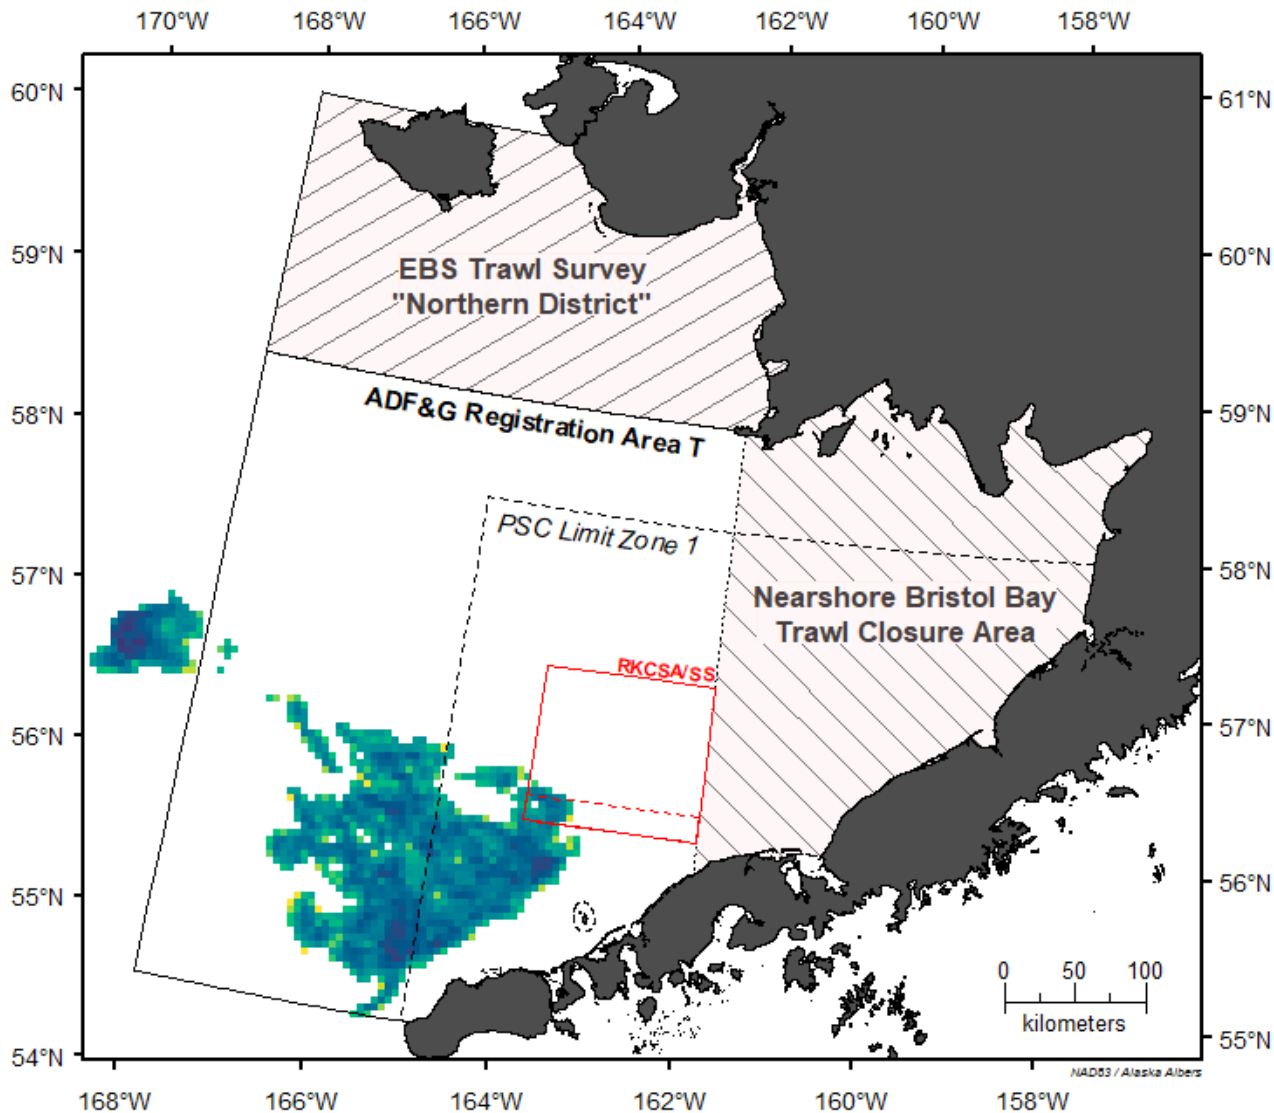 170°W 168°W 166°W 164°W 162°W 160°W 158°W
60°N
61°N
EBS Trawl Survey
"Northern District"
59°N
60°N
58°N
59°N
ADF&G Registration Area T
PSC Limit Zone 1
57°N
58°N
Nearshore Bristol Bay
Trawl Closure Area
RKCSA/SS
56°N
57°N
55°N
56°N
0 50 100
kilometers
54°N
55°N
NAD83 / Alaska Albers
168°W 166°W 164°W 162°W 160°W 158°W